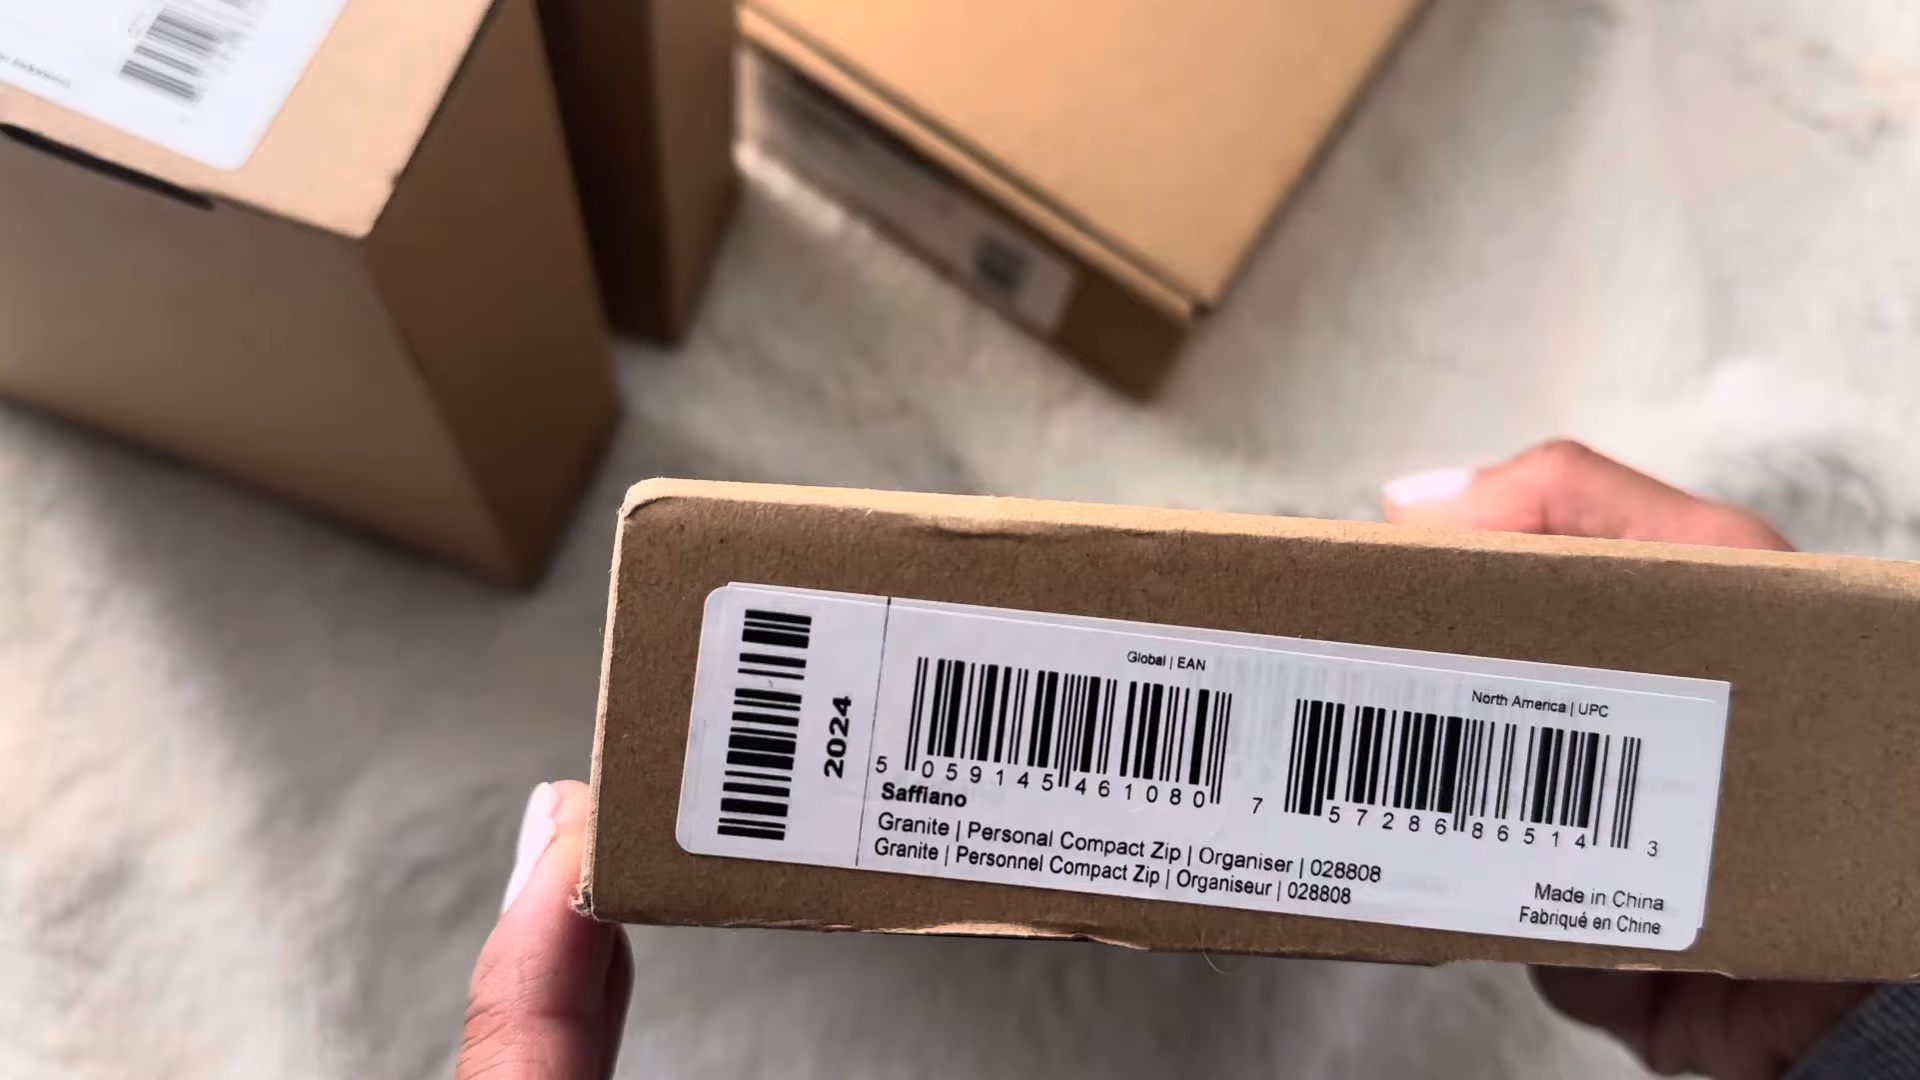 2024
Global | EAN
5 059145 461080
North America | UPC
7 57286 86514 3
Saffiano
Granite | Personal Compact Zip | Organiser | 028808
Granite | Personnel Compact Zip | Organiseur | 028808
Made in China
Fabriqué en Chine